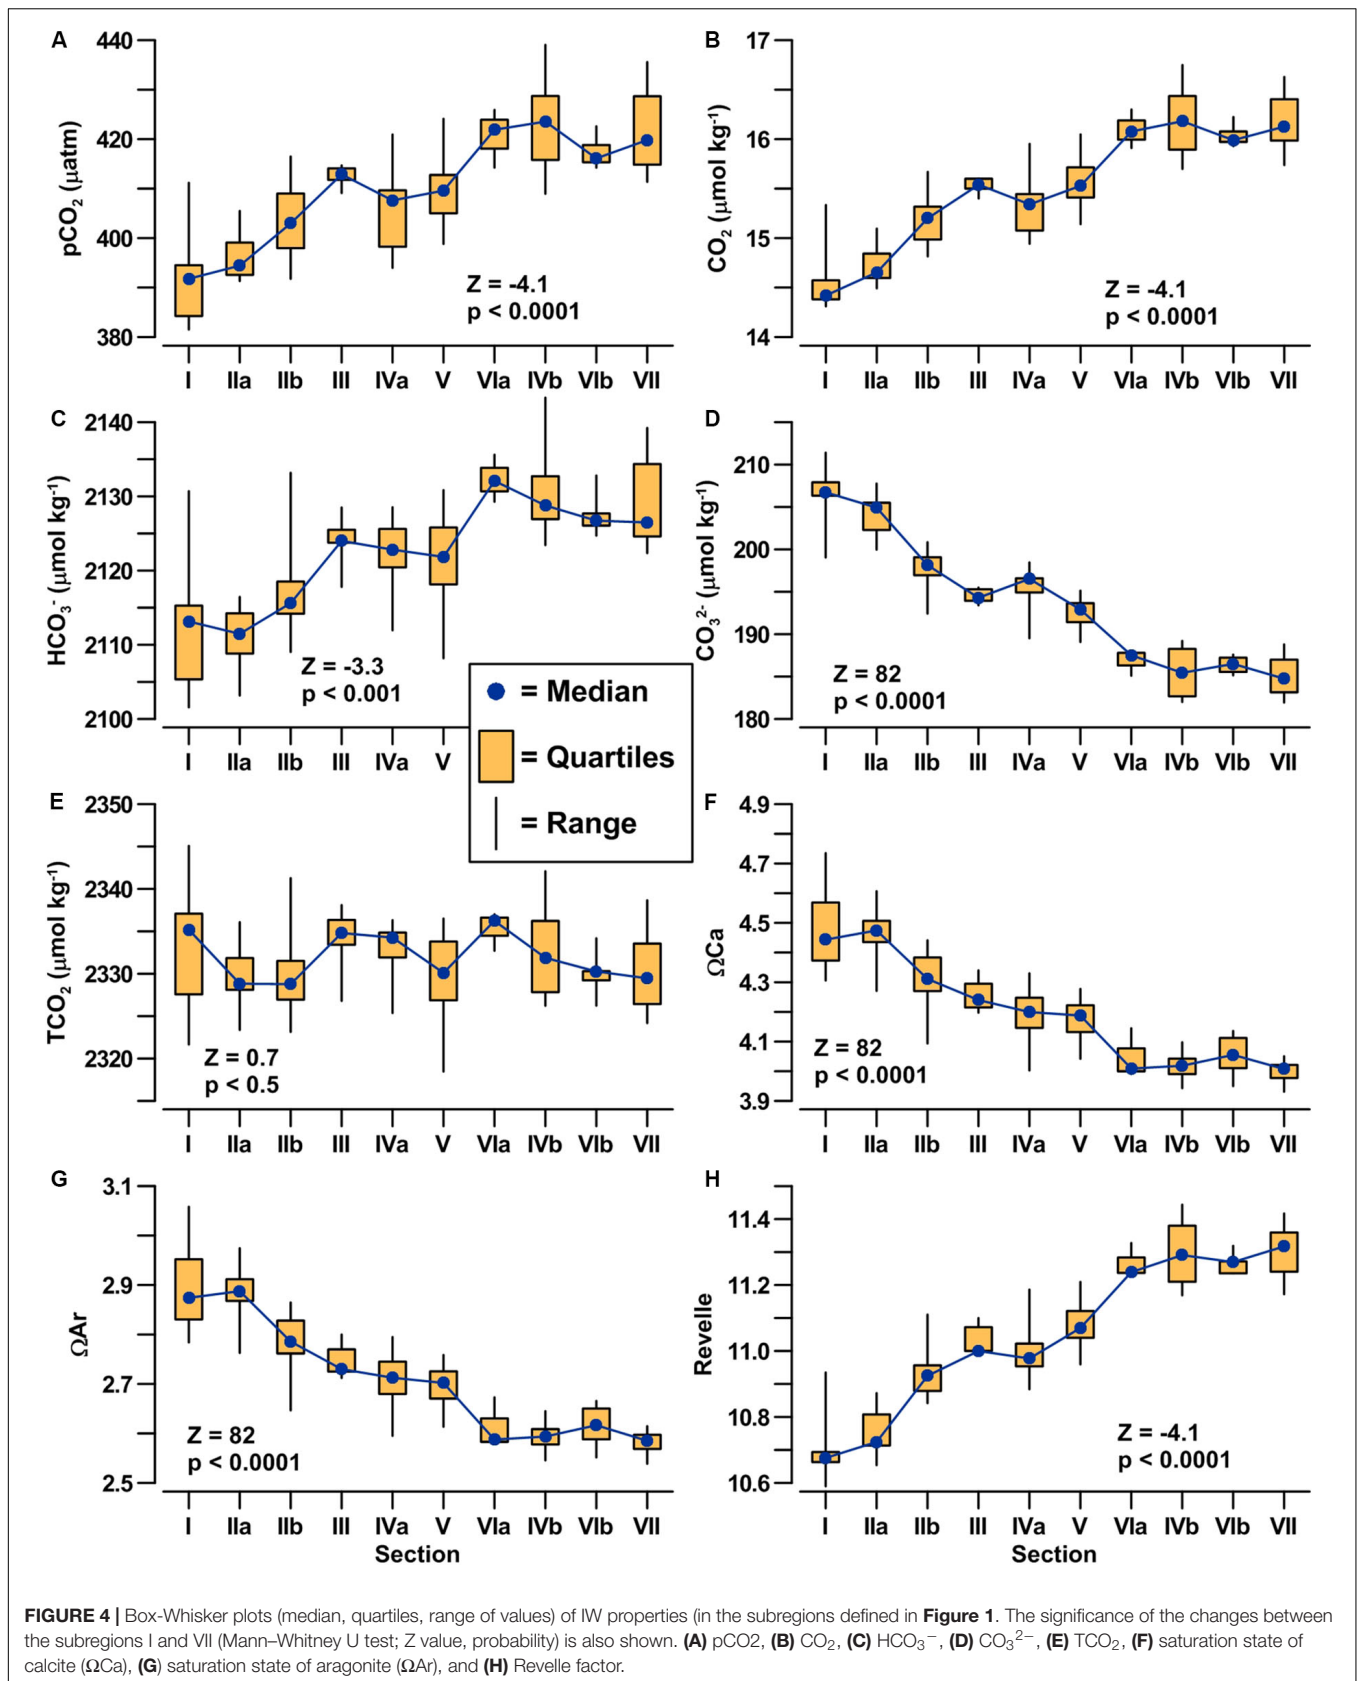 A
440
420
400
380
pCO2 (µatm)
Z = -4.1
p < 0.0001
I IIa IIb III IVa V VIa IVb VIb VII
B
17
16
15
14
CO2 (µmol kg-1)
Z = -4.1
p < 0.0001
I IIa IIb III IVa V VIa IVb VIb VII
C
2140
2130
2120
2110
2100
HCO3- (µmol kg-1)
Z = -3.3
p < 0.001
I IIa IIb III IVa V
= Median
= Quartiles
= Range
D
210
200
190
180
CO32- (µmol kg-1)
Z = 82
p < 0.0001
I IIa IIb III IVa V VIa IVb VIb VII
E
2350
2340
2330
2320
TCO2 (µmol kg-1)
Z = 0.7
p < 0.5
I IIa IIb III IVa V VIa IVb VIb VII
F
4.9
4.7
4.5
4.3
4.1
3.9
ΩCa
Z = 82
p < 0.0001
I IIa IIb III IVa V VIa IVb VIb VII
G
3.1
2.9
2.7
2.5
ΩAr
Z = 82
p < 0.0001
I IIa IIb III IVa V VIa IVb VIb VII
Section
H
11.4
11.2
11.0
10.8
10.6
Revelle
Z = -4.1
p < 0.0001
I IIa IIb III IVa V VIa IVb VIb VII
Section
FIGURE 4 | Box-Whisker plots (median, quartiles, range of values) of IW properties (in the subregions defined in Figure 1. The significance of the changes between
the subregions I and VII (Mann–Whitney U test; Z value, probability) is also shown. (A) pCO2, (B) CO2, (C) HCO3−, (D) CO32−, (E) TCO2, (F) saturation state of
calcite (ΩCa), (G) saturation state of aragonite (ΩAr), and (H) Revelle factor.